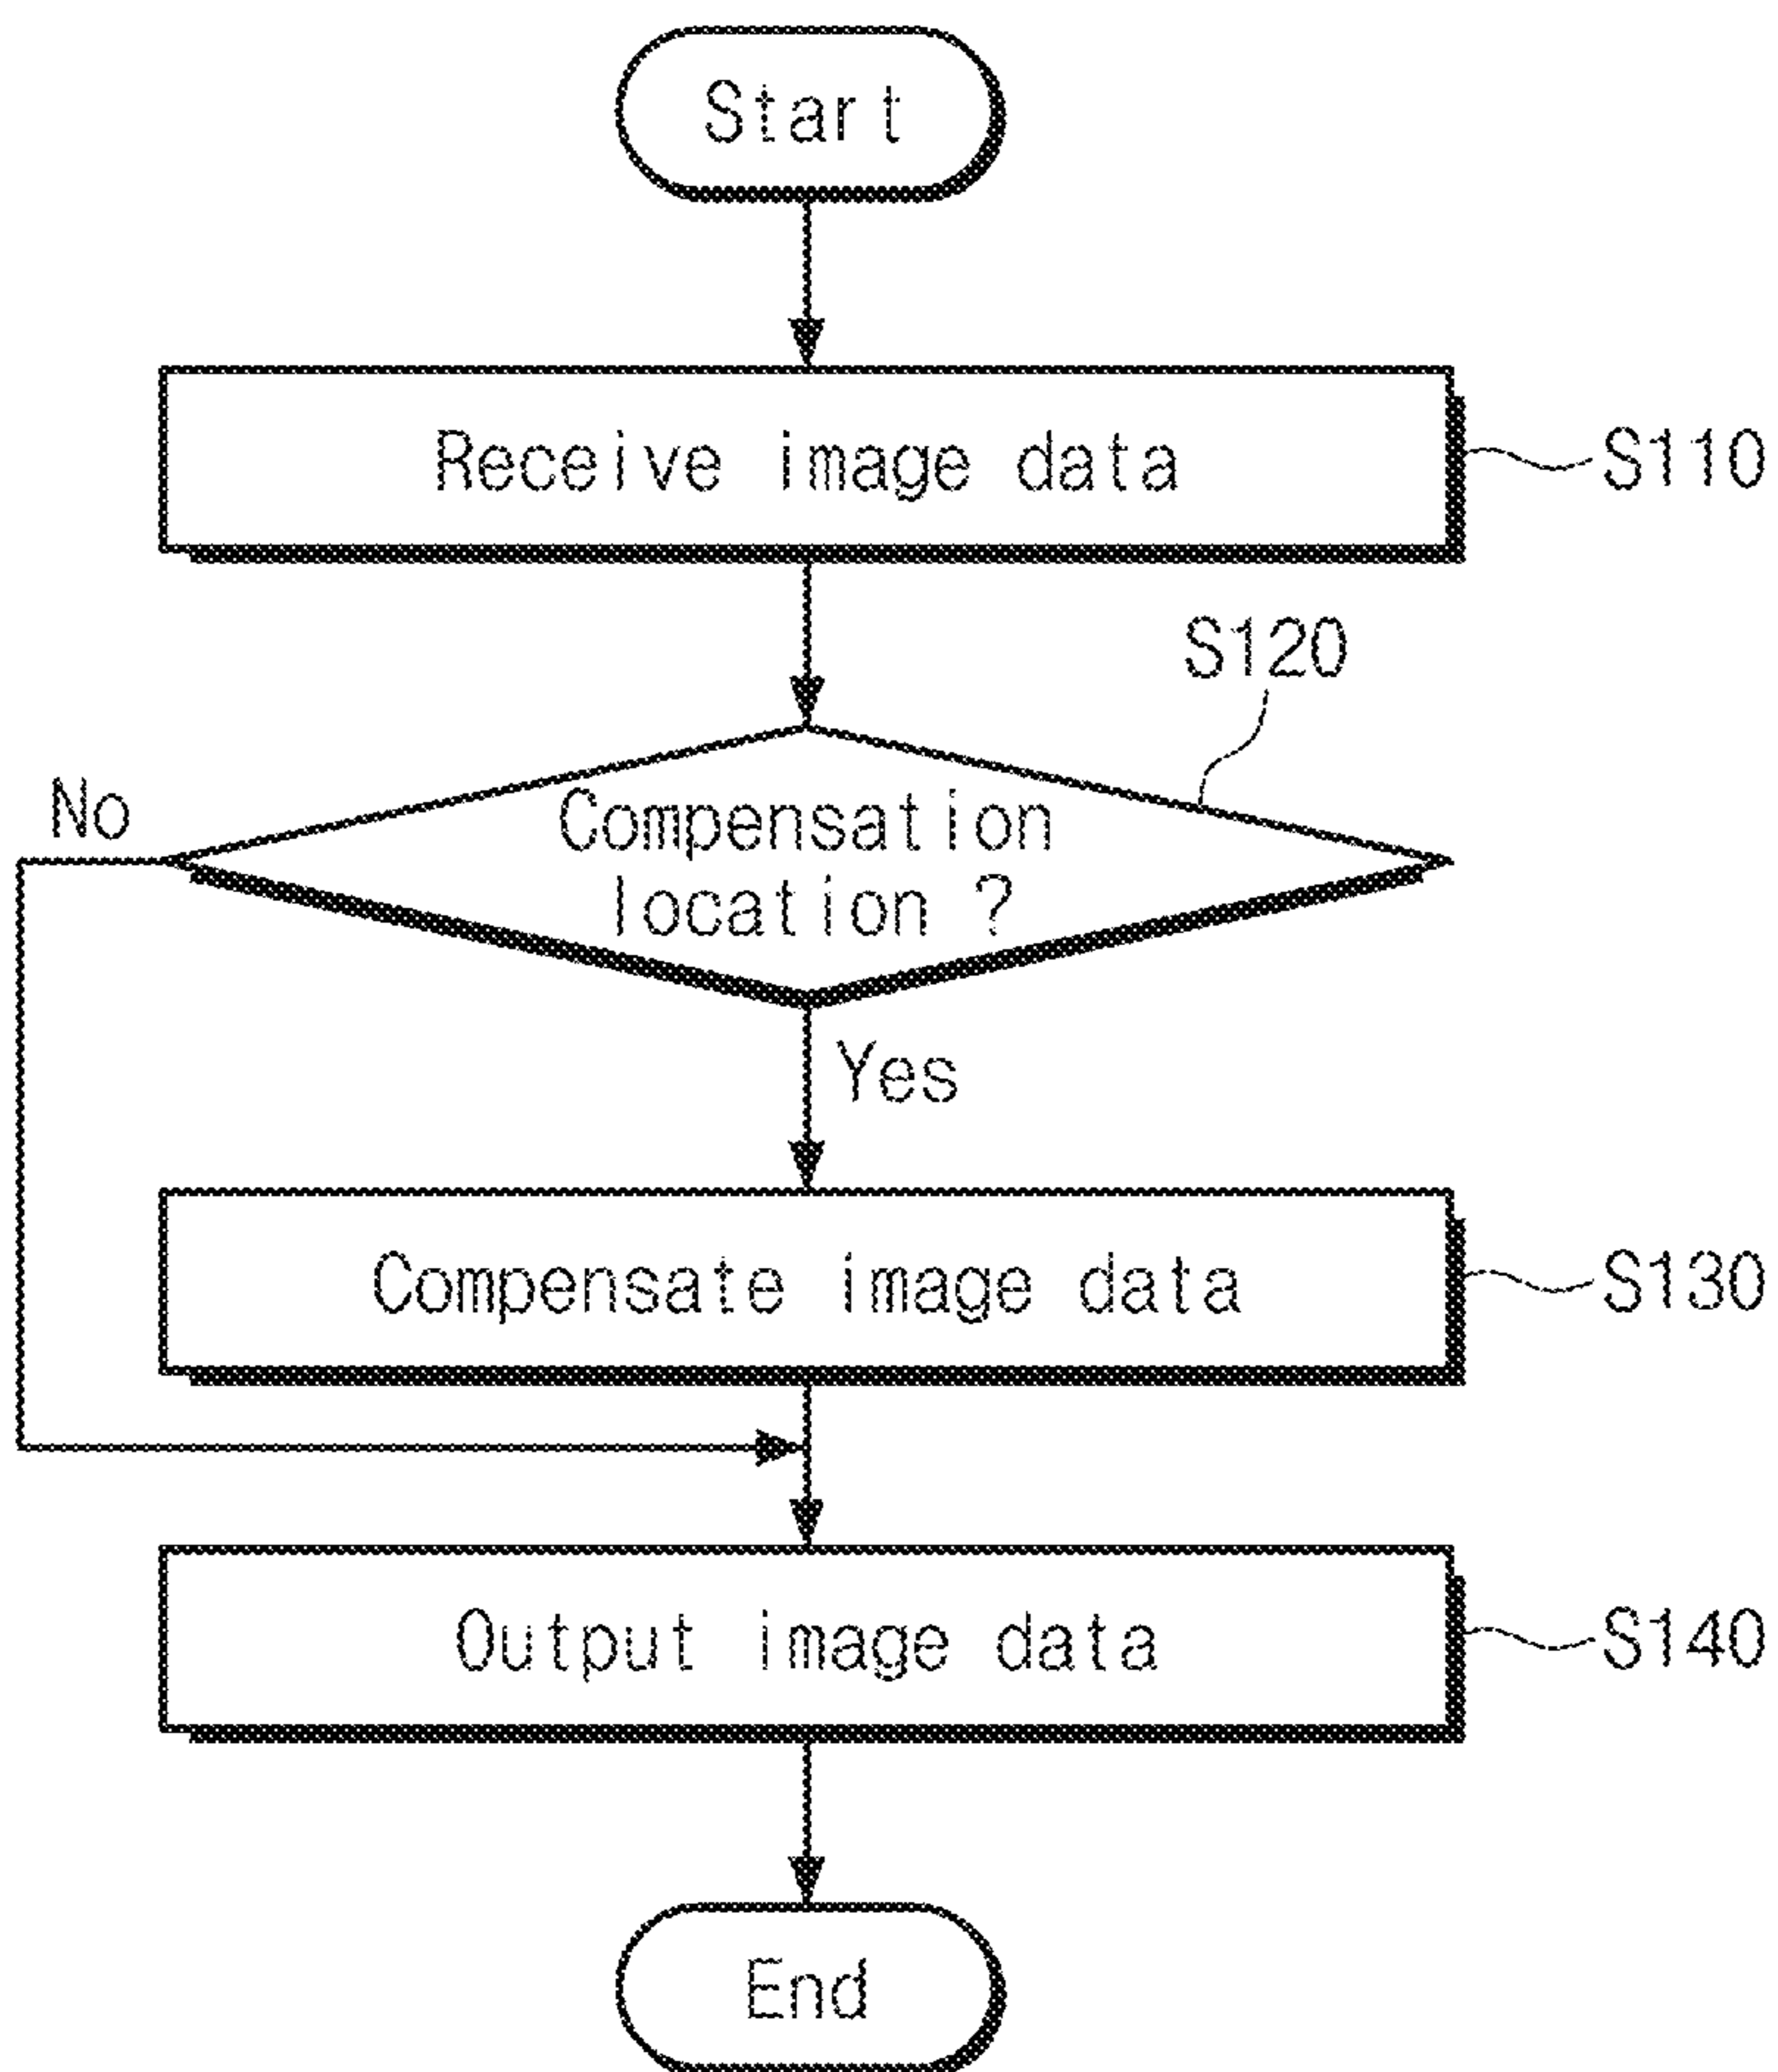 Start
Receive image data
S110
S120
No
Compensation
location ?
Yes
Compensate image data
S130
Output image data
S140
End